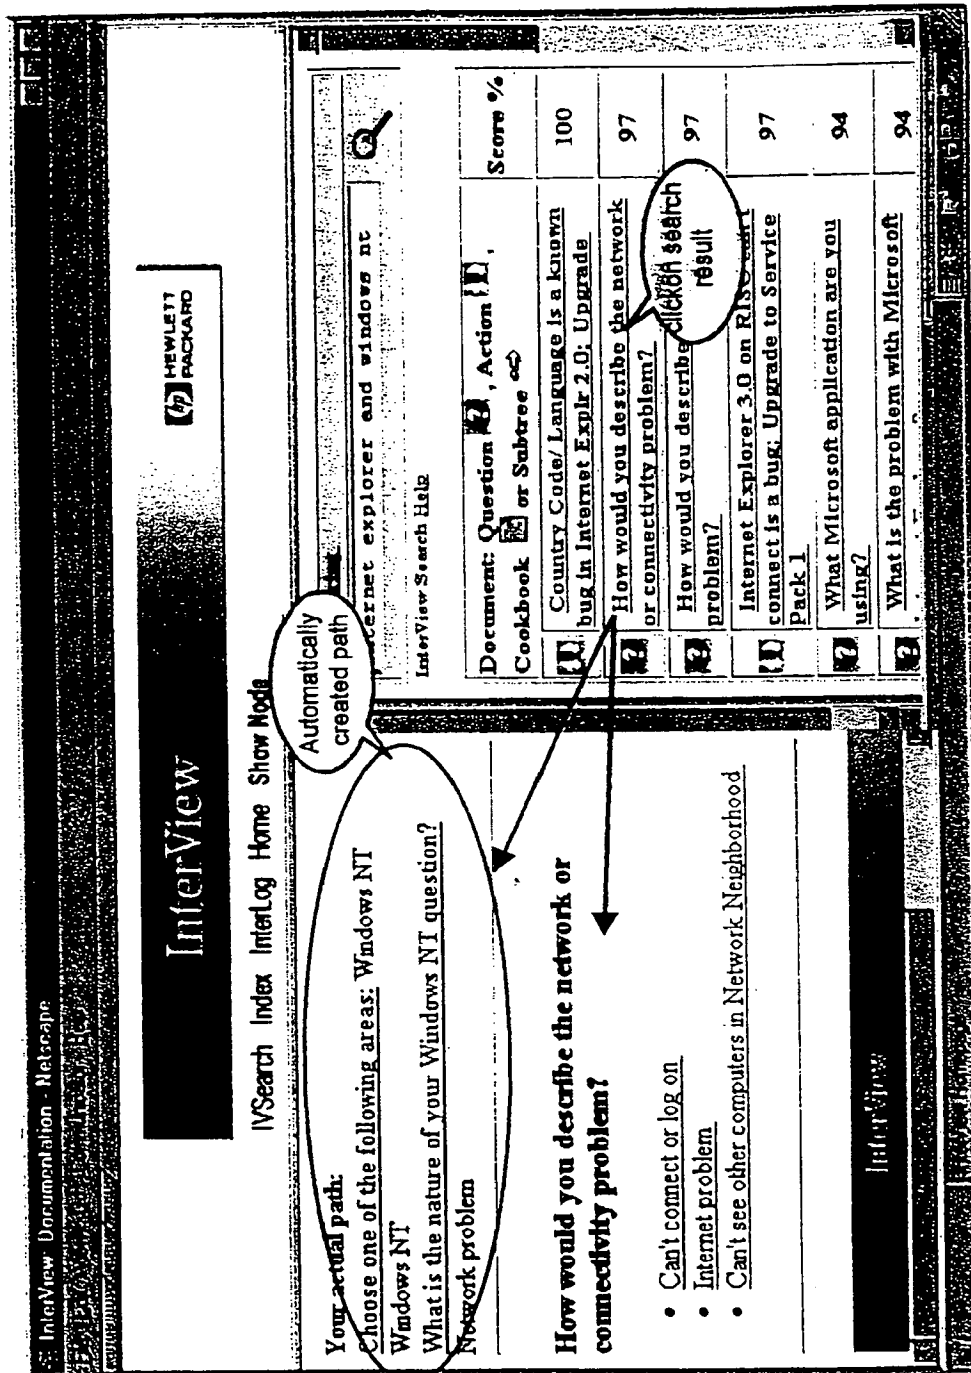 InterView Documentation - Netscape
InterView
HEWLETT
PACKARD
IVSearch Index InterLog Home Show Node
Your actual path:
Choose one of the following areas: Windows NT
Windows NT
What is the nature of your Windows NT question?
Network problem
How would you describe the network or
connectivity problem?
• Can't connect or log on
• Internet problem
• Can't see other computers in Network Neighborhood
InterView
Automatically
created path
explorer and windows nt
InterView Search Help
Document: Question , Action ,
Cookbook or Subtree
Score %
Country Code/ Language is a known
bug in Internet Explr 2.0; Upgrade
100
How would you describe the network
or connectivity problem?
97
How would you describe
problem?
97
click on search
result
Internet Explorer 3.0 on RISC can't
connect is a bug; Upgrade to Service
Pack 1
97
What Microsoft application are you
using?
94
What is the problem with Microsoft
94